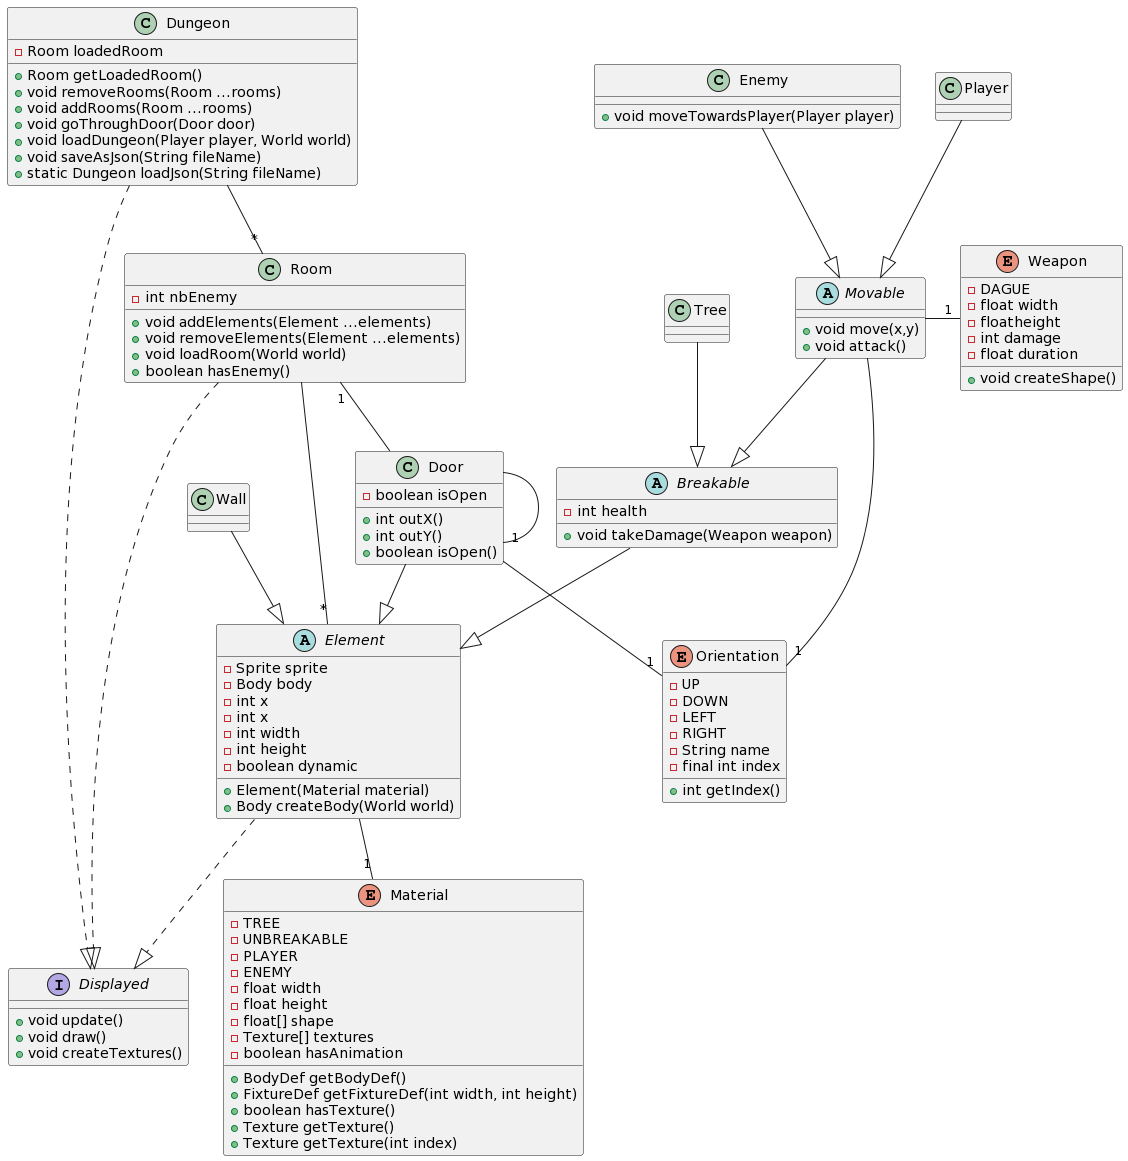 C Dungeon
Room loadedRoom
Room getLoadedRoom()
void removeRooms(Room ...rooms)
void addRooms(Room ...rooms)
void goThroughDoor(Door door)
void loadDungeon(Player player, World world)
void saveAsJson(String fileName)
static Dungeon loadJson(String fileName)
C Enemy
void moveTowardsPlayer(Player player)
C Player
*
C Room
int nbEnemy
void addElements(Element ...elements)
void removeElements(Element ...elements)
void loadRoom(World world)
boolean hasEnemy()
C Tree
A Movable
void move(x,y)
void attack()
1
E Weapon
DAGUE
float width
floatheight
int damage
float duration
void createShape()
1
C Wall
C Door
boolean isOpen
int outX()
int outY()
boolean isOpen()
1
A Breakable
int health
void takeDamage(Weapon weapon)
*
A Element
Sprite sprite
Body body
int x
int x
int width
int height
boolean dynamic
Element(Material material)
Body createBody(World world)
1
1
E Orientation
UP
DOWN
LEFT
RIGHT
String name
final int index
int getIndex()
1
I Displayed
void update()
void draw()
void createTextures()
E Material
TREE
UNBREAKABLE
PLAYER
ENEMY
float width
float height
float[] shape
Texture[] textures
boolean hasAnimation
BodyDef getBodyDef()
FixtureDef getFixtureDef(int width, int height)
boolean hasTexture()
Texture getTexture()
Texture getTexture(int index)